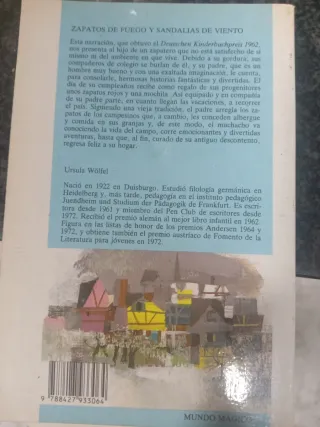 ZAPATOS DE FUEGO Y SANDALIAS DE VIENTO
Esta narración, que obtuvo el Deutschen Kinderbuchpreis 1962,
nos presenta al hijo de un zapatero que no está satisfecho de sí
mismo ni del ambiente en que vive. Debido a su gordura, sus
compañeros de colegio se burlan de él, y su padre, que es un
hombre muy bueno y con una exaltada imaginación, le cuenta,
para consolarle, hermosas historias fantásticas y divertidas. El
día de su cumpleaños recibe como regalo de sus progenitores
unos zapatos rojos y una mochila. Así equipado y en compañía
de su padre parte, en cuanto llegan las vacaciones, a recorrer
el país. Siguiendo una vieja tradición, el padre arregla los za-
patos de los campesinos que, a cambio, les conceden albergue
y comida en sus granjas y, de este modo, el muchacho va
conociendo la vida del campo, corre emocionantes y divertidas
aventuras, hasta que, al fin, curado de su antiguo descontento,
regresa feliz a su hogar.
Ursula Wölfel
Nació en 1922 en Duisburgo. Estudió filología germánica en
Heidelberg y, más tarde, pedagogía en el instituto pedagógico
Jugendheim und Studium der Pädagogik de Frankfurt. Es escri-
tora desde 1961 y miembro del Pen Club de escritores desde
1972. Recibió el premio alemán al mejor libro infantil en 1962.
Figura en las listas de honor de los premios Andersen 1964 y
1972, y obtiene también el premio austríaco de Fomento de la
Literatura para jóvenes en 1972.
9 788427 933064
MUNDO MÁGICO